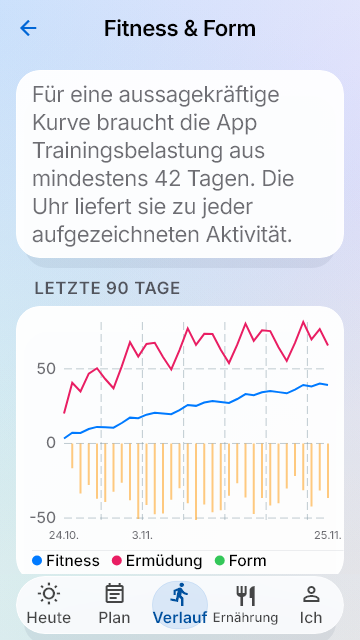 Fitness & Form
Für eine aussagekräftige
Kurve braucht die App
Trainingsbelastung aus
mindestens 42 Tagen. Die
Uhr liefert sie zu jeder
aufgezeichneten Aktivität.
LETZTE 90 TAGE
50
0
-50
24.10. 3.11. 25.11.
Fitness Ermüdung Form
Heute Plan Verlauf Ernährung Ich